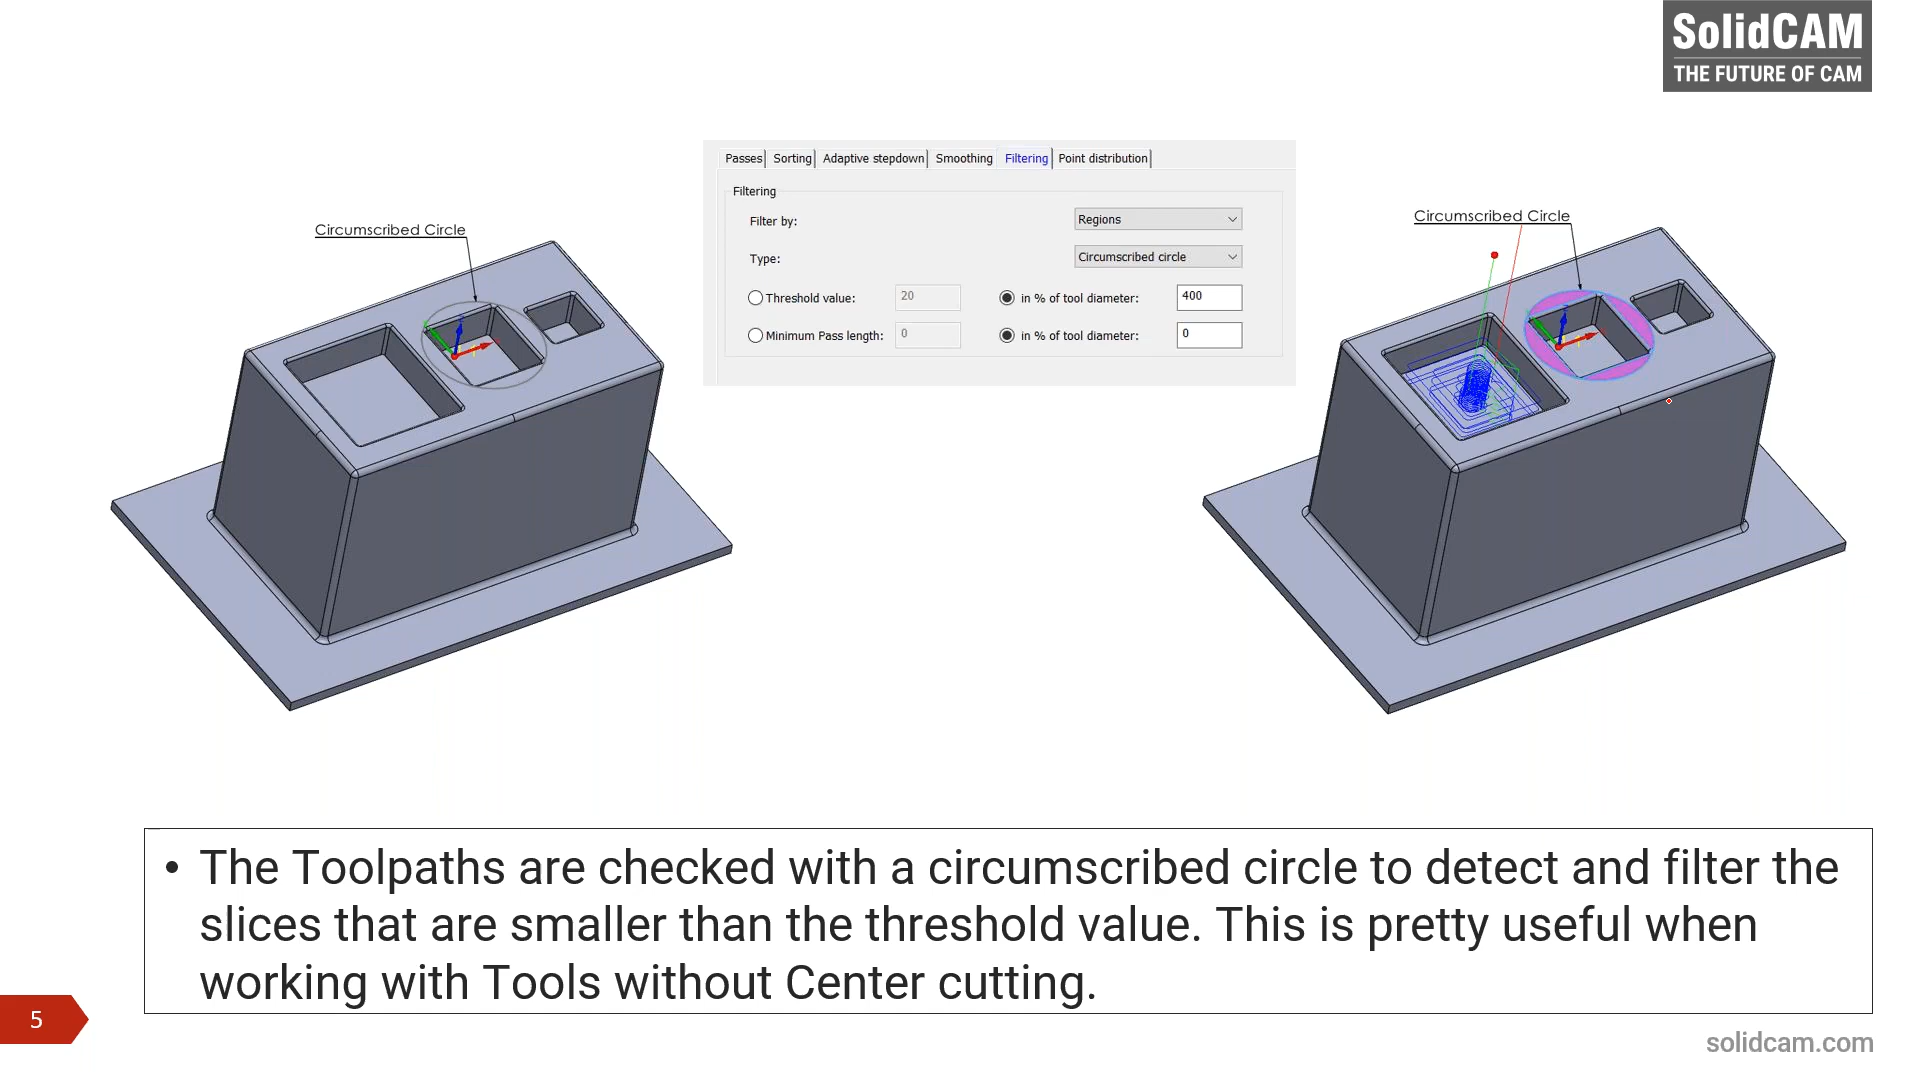 SolidCAM
THE FUTURE OF CAM
Passes Sorting Adaptive stepdown Smoothing Filtering Point distribution
Filtering
Filter by: Regions
Type: Circumscribed circle
Threshold value: 20 in % of tool diameter: 400
Minimum Pass length: 0 in % of tool diameter: 0
Circumscribed Circle
Circumscribed Circle
• The Toolpaths are checked with a circumscribed circle to detect and filter the
slices that are smaller than the threshold value. This is pretty useful when
working with Tools without Center cutting.
5
solidcam.com